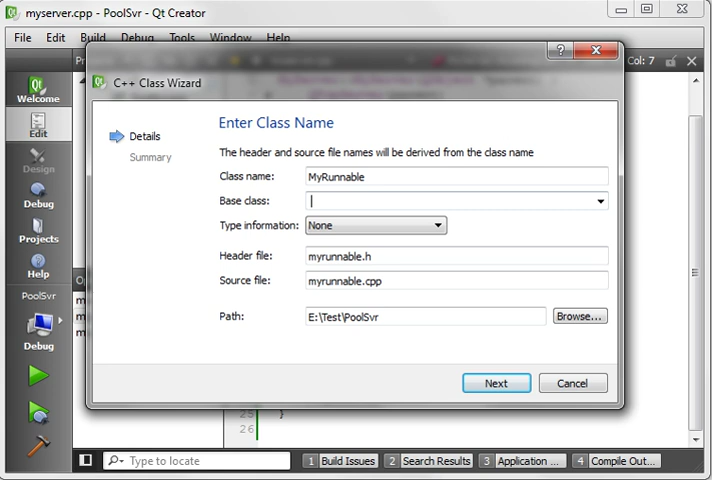 myserver.cpp - PoolSvr - Qt Creator
File Edit Build Debug Tools Window Help
Col: 7
C++ Class Wizard
Welcome
Edit
Design
Debug
Projects
Help
PoolSvr
Debug
Details
Summary
Enter Class Name
The header and source file names will be derived from the class name
Class name: MyRunnable
Base class:
Type information: None
Header file: myrunnable.h
Source file: myrunnable.cpp
Path: E:\Test\PoolSvr Browse...
Next Cancel
25 }
26
Type to locate 1 Build Issues 2 Search Results 3 Application ... 4 Compile Out...